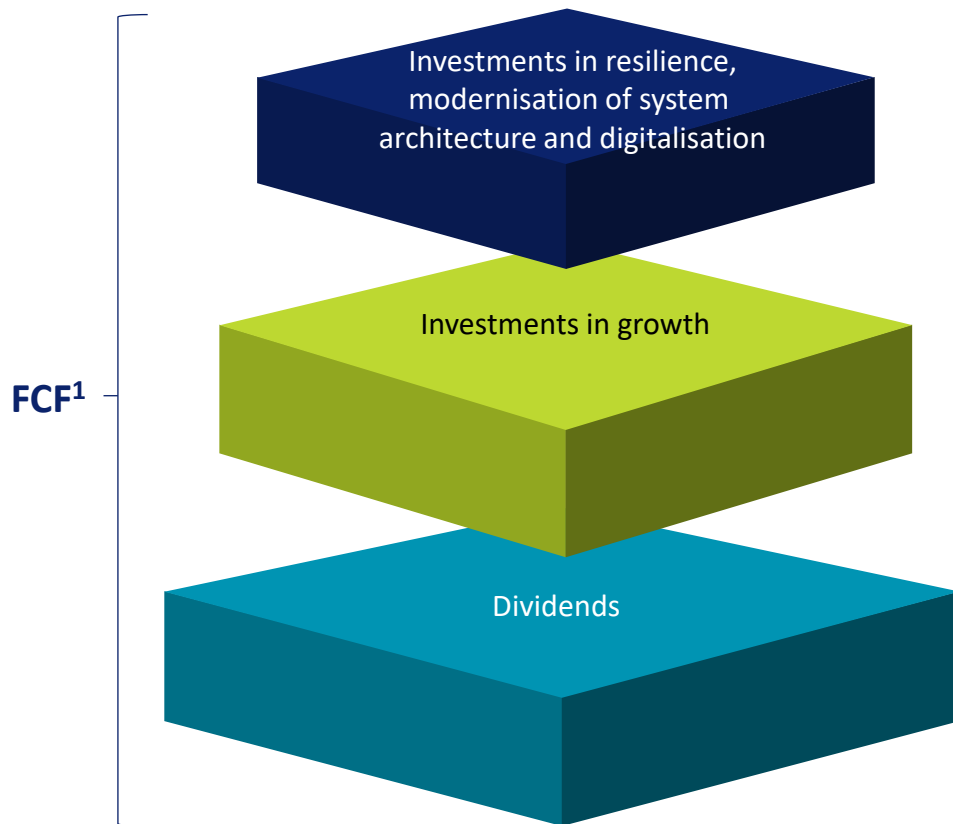 Investments in resilience,
modernisation of system
architecture and digitalisation
Investments in growth
FCF¹
Dividends